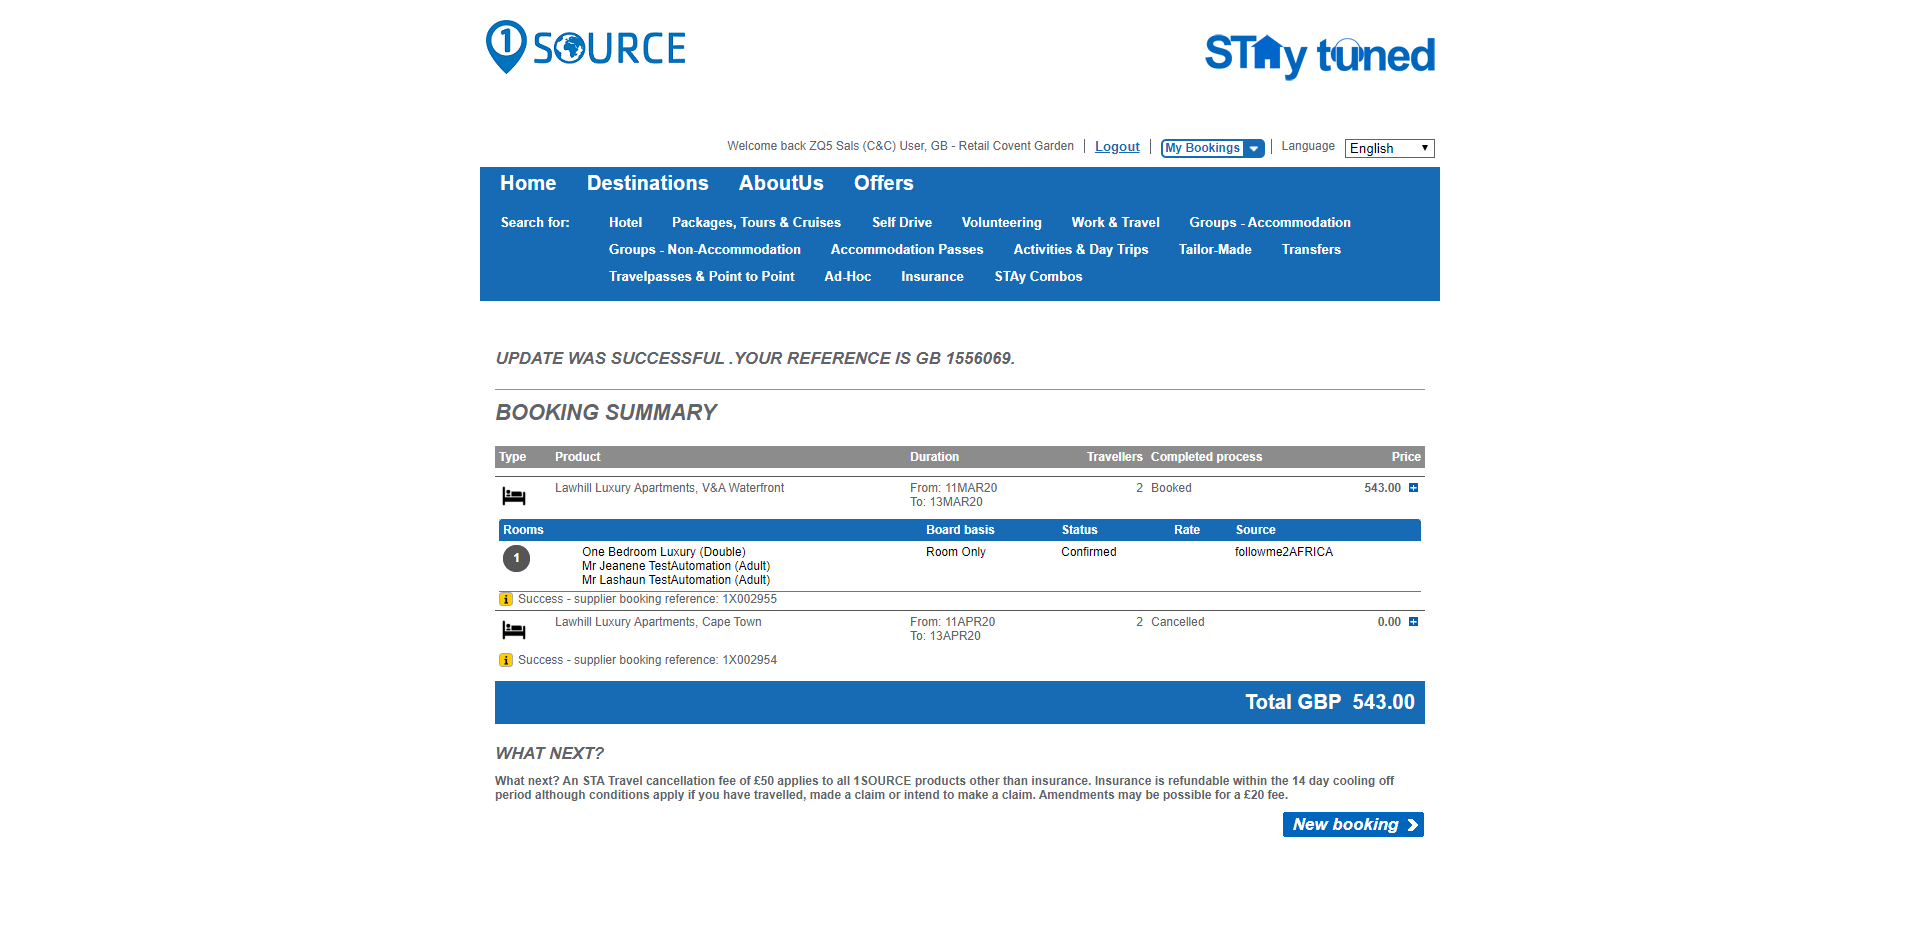 1 SOURCE
STAy tuned
Welcome back ZQ5 Sals (C&C) User, GB - Retail Covent Garden Logout My Bookings Language English
Home Destinations AboutUs Offers
Search for: Hotel Packages, Tours & Cruises Self Drive Volunteering Work & Travel Groups - Accommodation
Groups - Non-Accommodation Accommodation Passes Activities & Day Trips Tailor-Made Transfers
Travelpasses & Point to Point Ad-Hoc Insurance STAy Combos
UPDATE WAS SUCCESSFUL .YOUR REFERENCE IS GB 1556069.
BOOKING SUMMARY
Type Product Duration Travellers Completed process Price
Lawhill Luxury Apartments, V&A Waterfront From: 11MAR20 2 Booked 543.00
To: 13MAR20
Rooms Board basis Status Rate Source
1 One Bedroom Luxury (Double) Room Only Confirmed followme2AFRICA
Mr Jeanene TestAutomation (Adult)
Mr Lashaun TestAutomation (Adult)
Success - supplier booking reference: 1X002955
Lawhill Luxury Apartments, Cape Town From: 11APR20 2 Cancelled 0.00
To: 13APR20
Success - supplier booking reference: 1X002954
Total GBP 543.00
WHAT NEXT?
What next? An STA Travel cancellation fee of £50 applies to all 1SOURCE products other than insurance. Insurance is refundable within the 14 day cooling off
period although conditions apply if you have travelled, made a claim or intend to make a claim. Amendments may be possible for a £20 fee.
New booking